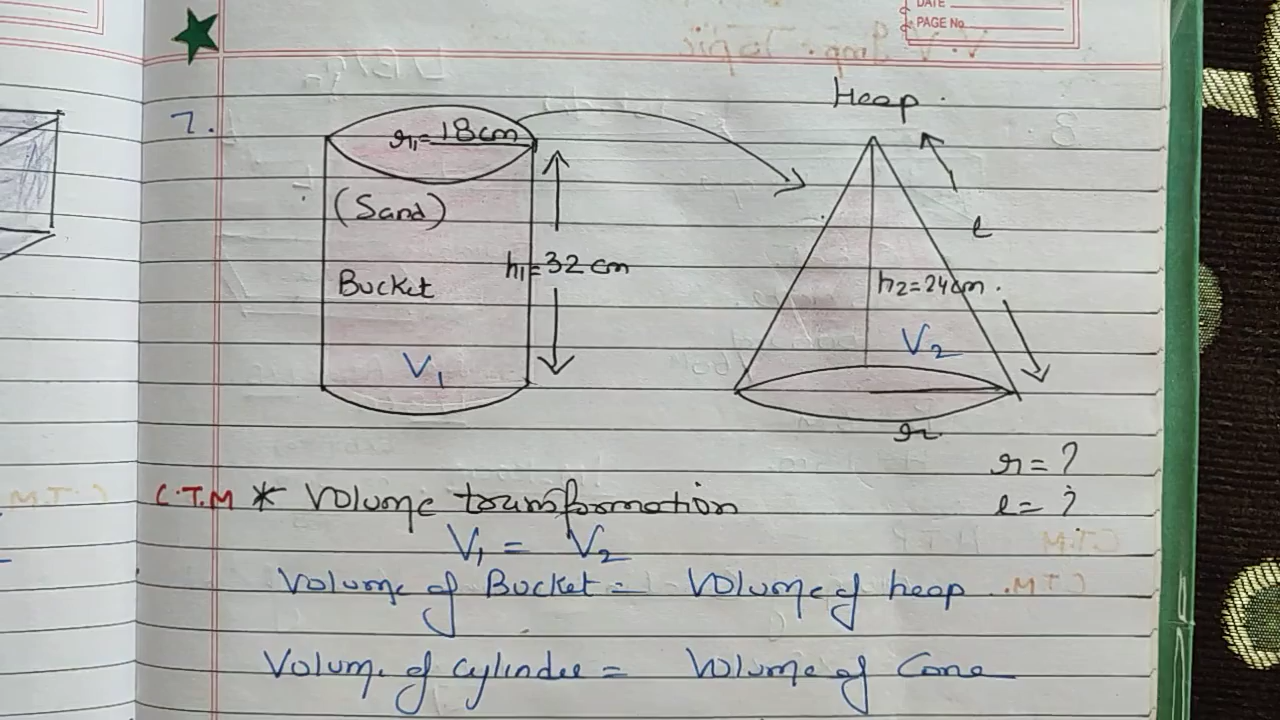 DATE
PAGE No.
Heap.
7.
r₁=18cm
(Sand)
l
h₁=32 cm
Bucket
h₂=24cm.
V₁
V₂
r
r=?
l=?
C.T.M * Volume transformation
V₁ = V₂
Volume of Bucket = Volume of heap
Volume of Cylinder = Volume of Cone